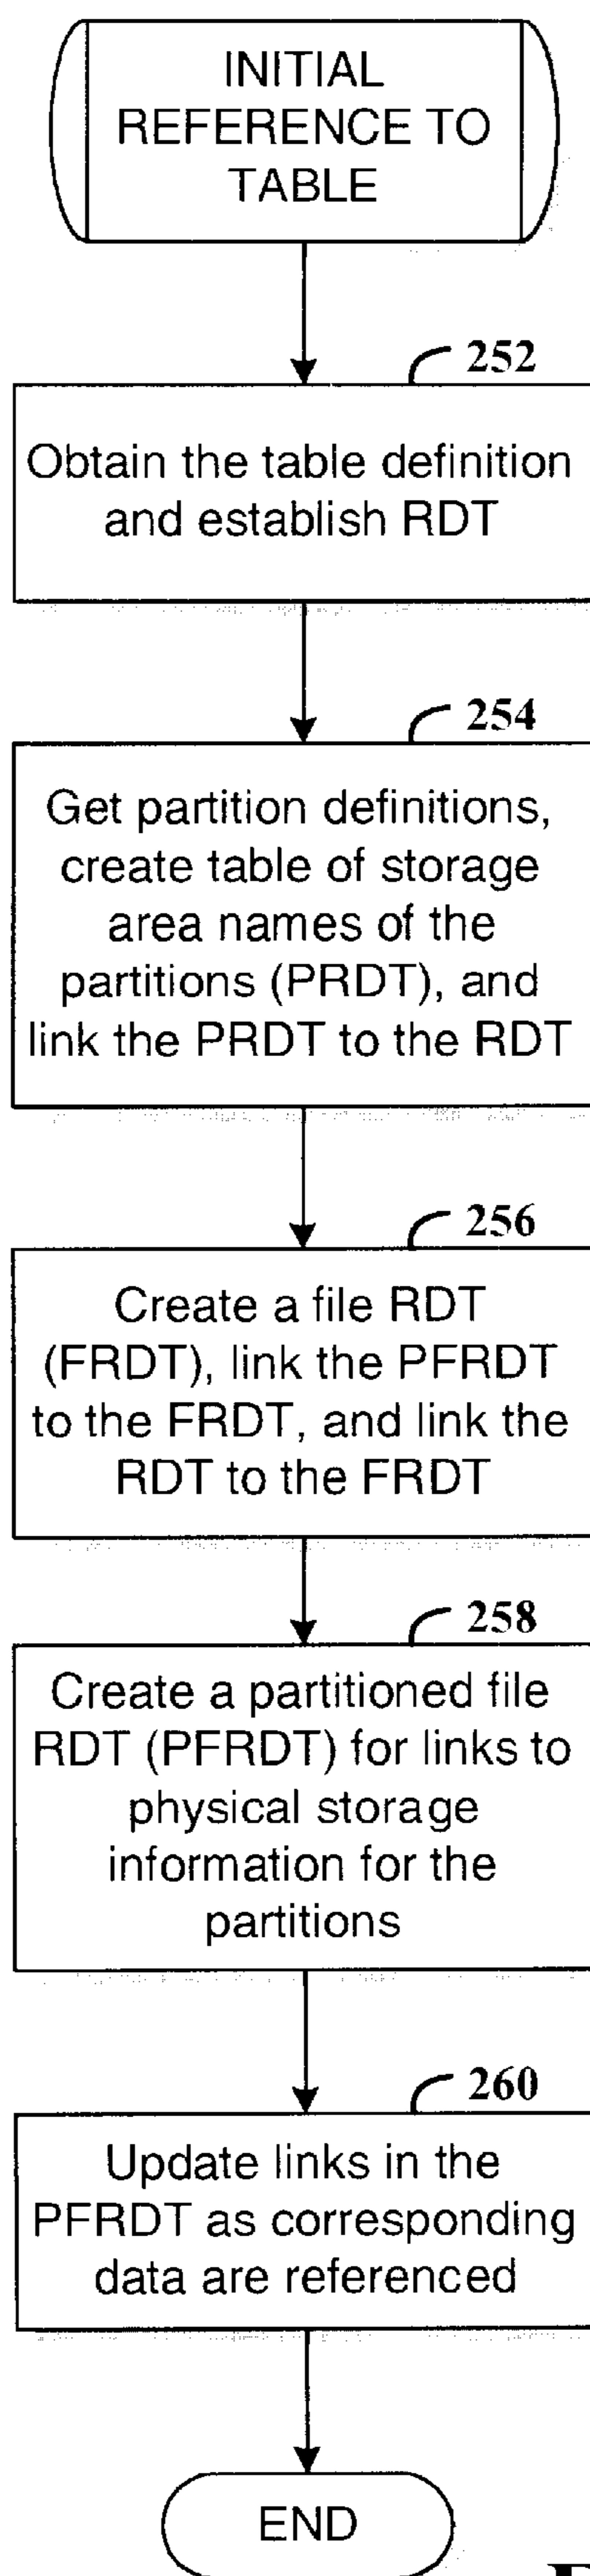 INITIAL
REFERENCE TO
TABLE
252
Obtain the table definition
and establish RDT
254
Get partition definitions,
create table of storage
area names of the
partitions (PRDT), and
link the PRDT to the RDT
256
Create a file RDT
(FRDT), link the PFRDT
to the FRDT, and link the
RDT to the FRDT
258
Create a partitioned file
RDT (PFRDT) for links to
physical storage
information for the
partitions
260
Update links in the
PFRDT as corresponding
data are referenced
END